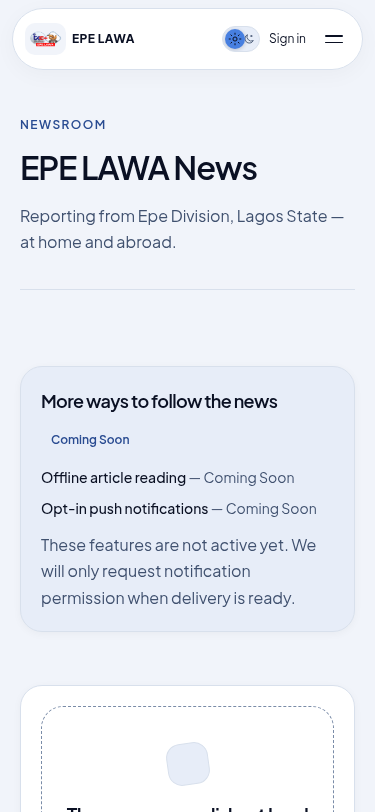 EPE LAWA
Sign in
NEWSROOM
EPE LAWA News
Reporting from Epe Division, Lagos State —
at home and abroad.
More ways to follow the news
Coming Soon
Offline article reading — Coming Soon
Opt-in push notifications — Coming Soon
These features are not active yet. We
will only request notification
permission when delivery is ready.